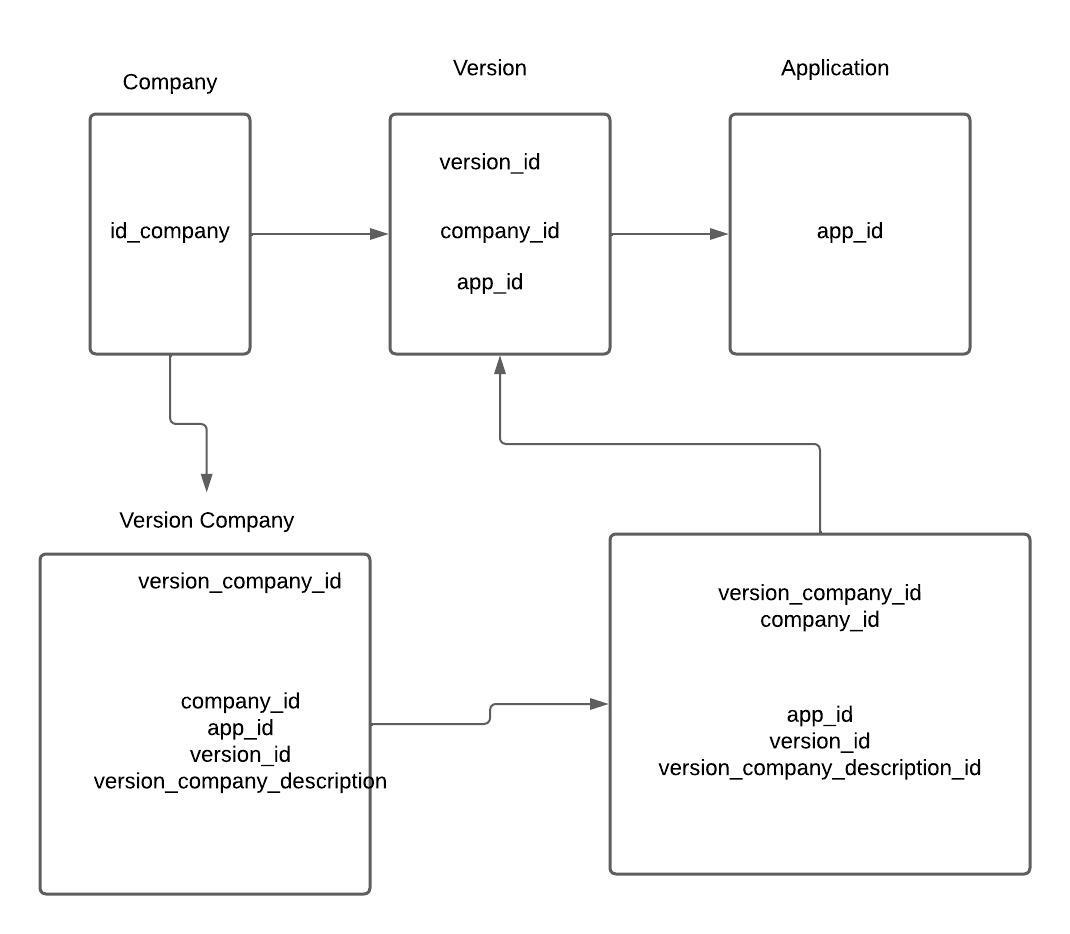 Company
Version
Application
id_company
version_id
company_id
app_id
app_id
Version Company
version_company_id
company_id
app_id
version_id
version_company_description
version_company_id
company_id
app_id
version_id
version_company_description_id